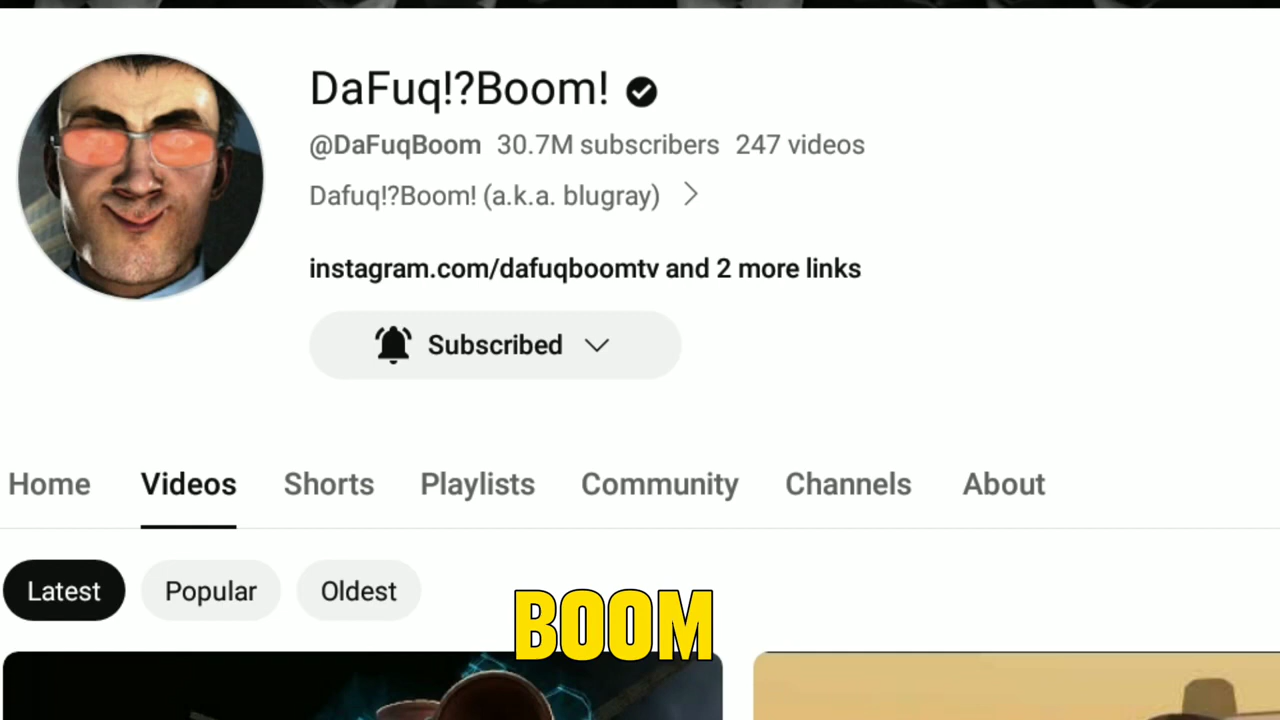 DaFuq!?Boom!
@DaFuqBoom 30.7M subscribers 247 videos
Dafuq!?Boom! (a.k.a. blugray)
instagram.com/dafuqboomtv and 2 more links
Subscribed
Home Videos Shorts Playlists Community Channels About
Latest Popular Oldest
BOOM